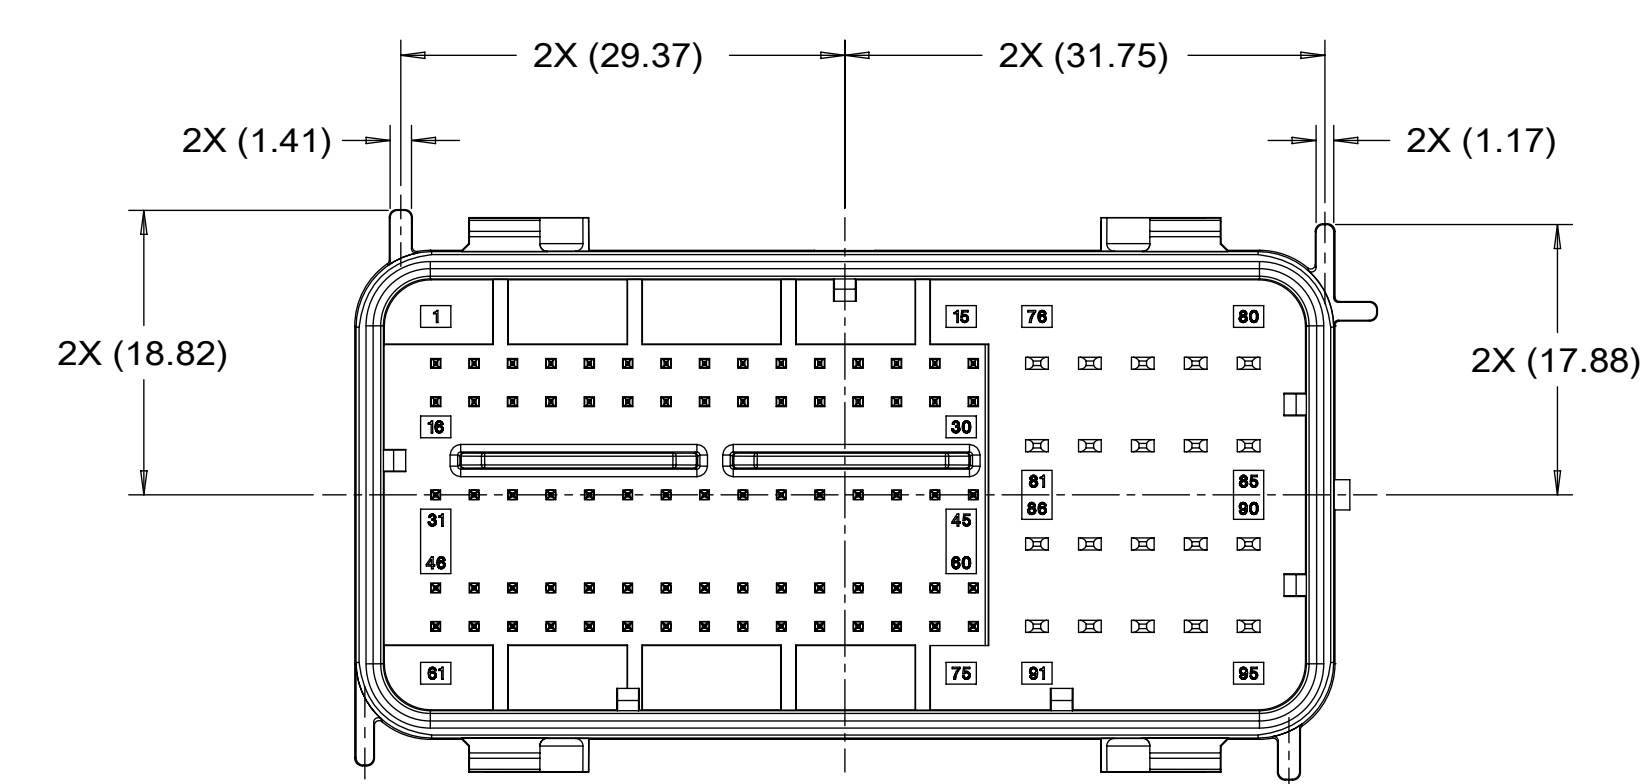 2X (29.37) 2X (31.75)
2X (1.41) 2X (1.17)
1 15 76 80
2X (18.82) 2X (17.88)
16 30
81 85
86 90
31 45
46 60
61 75 91 95